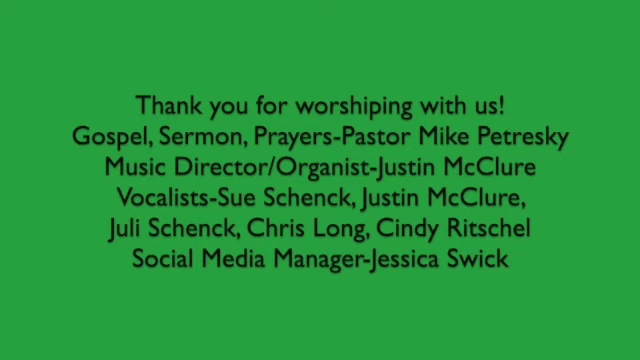 Thank you for worshiping with us!
Gospel, Sermon, Prayers-Pastor Mike Petresky
Music Director/Organist-Justin McClure
Vocalists-Sue Schenck, Justin McClure,
Juli Schenck, Chris Long, Cindy Ritschel
Social Media Manager-Jessica Swick